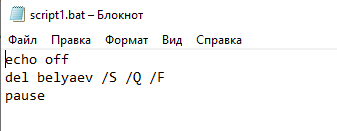 script1.bat – Блокнот
Файл Правка Формат Вид Справка
echo off
del belyaev /S /Q /F
pause